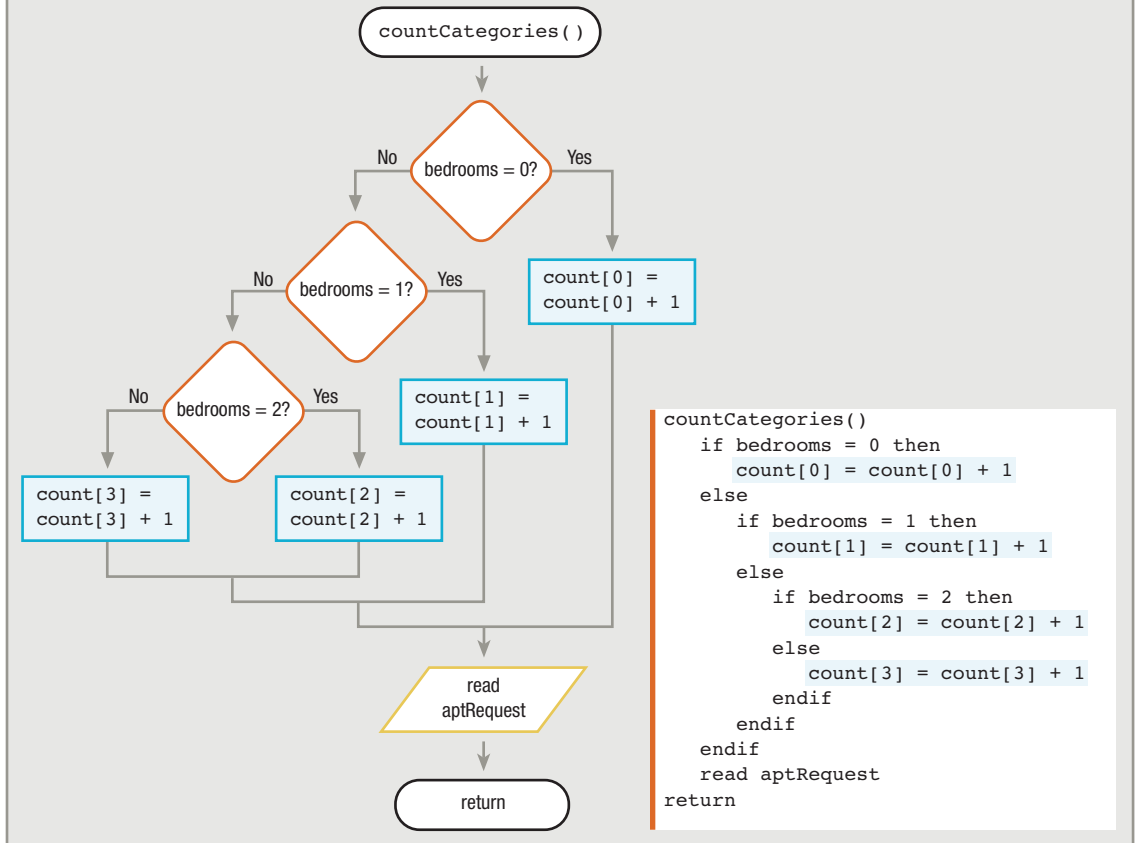 countCategories()
bedrooms = 0?
No
Yes
bedrooms = 1?
No
Yes
count[0] =
count[0] + 1
bedrooms = 2?
No
Yes
count[1] =
count[1] + 1
count[3] =
count[3] + 1
count[2] =
count[2] + 1
read
aptRequest
return
countCategories()
if bedrooms = 0 then
count[0] = count[0] + 1
else
if bedrooms = 1 then
count[1] = count[1] + 1
else
if bedrooms = 2 then
count[2] = count[2] + 1
else
count[3] = count[3] + 1
endif
endif
endif
read aptRequest
return